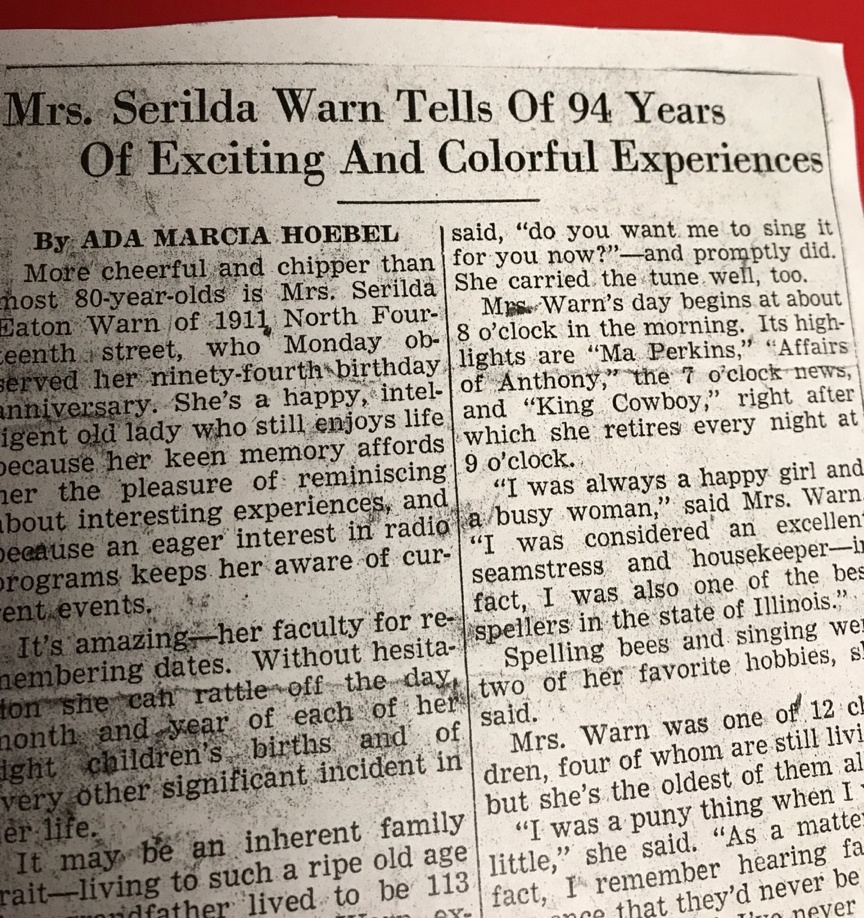 Mrs. Serilda Warn Tells Of 94 Years
Of Exciting And Colorful Experiences
By ADA MARCIA HOEBEL
More cheerful and chipper than
most 80-year-olds is Mrs. Serilda
Eaton Warn of 1911 North Four-
teenth street, who Monday ob-
served her ninety-fourth birthday
anniversary. She's a happy, intel-
ligent old lady who still enjoys life
because her keen memory affords
her the pleasure of reminiscing
about interesting experiences, and
because an eager interest in radio
programs keeps her aware of cur-
rent events.
It's amazing—her faculty for re-
membering dates. Without hesita-
tion she can rattle off the day,
month and year of each of her
eight children's births and of
every other significant incident in
her life.
It may be an inherent family
trait—living to such a ripe old age
grandfather lived to be 113
ex-
said, "do you want me to sing it
for you now?"—and promptly did.
She carried the tune well, too.
Mrs. Warn's day begins at about
8 o'clock in the morning. Its high-
lights are "Ma Perkins," "Affairs
of Anthony," the 7 o'clock news,
and "King Cowboy," right after
which she retires every night at
9 o'clock.
"I was always a happy girl and
a busy woman," said Mrs. Warn
"I was considered an excellent
seamstress and housekeeper—in
fact, I was also one of the best
spellers in the state of Illinois."
Spelling bees and singing were
two of her favorite hobbies, she
said.
Mrs. Warn was one of 12 chil-
dren, four of whom are still living
but she's the oldest of them all
"I was a puny thing when I was
little," she said. "As a matter
fact, I remember hearing
that they'd never be
never